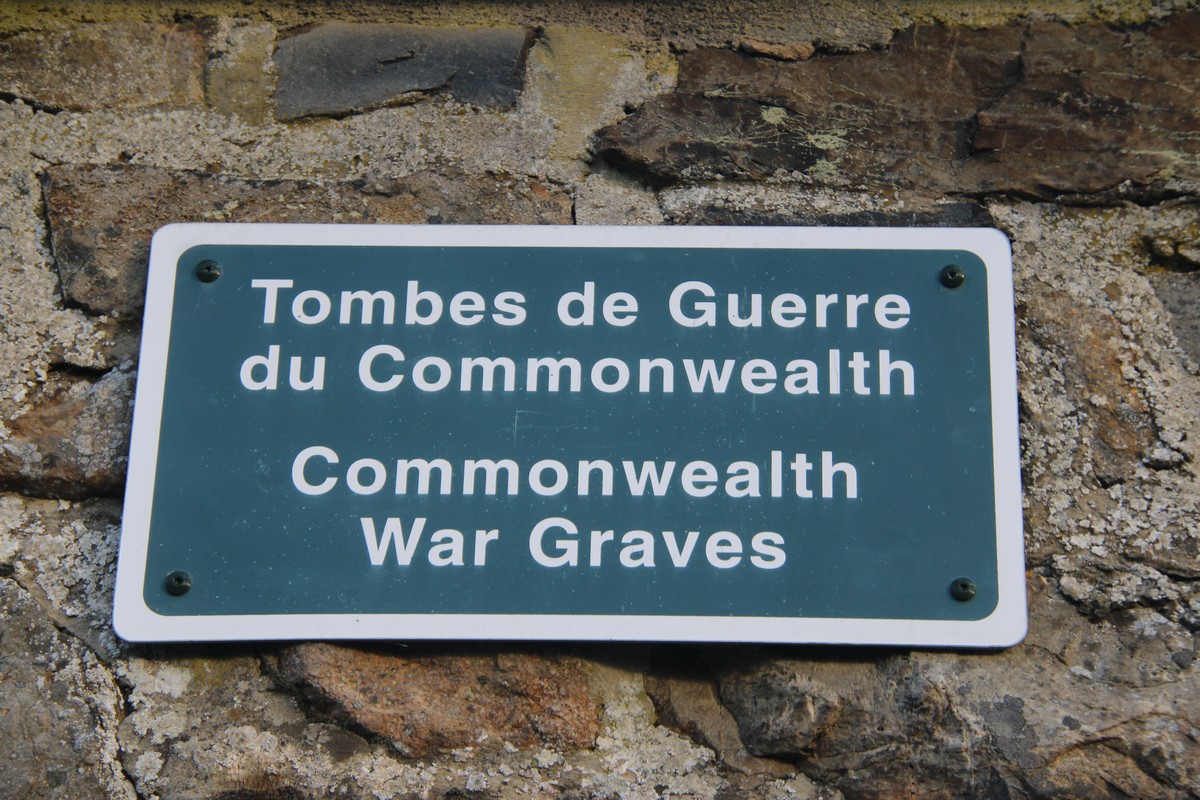 Tombes de Guerre
du Commonwealth
Commonwealth
War Graves